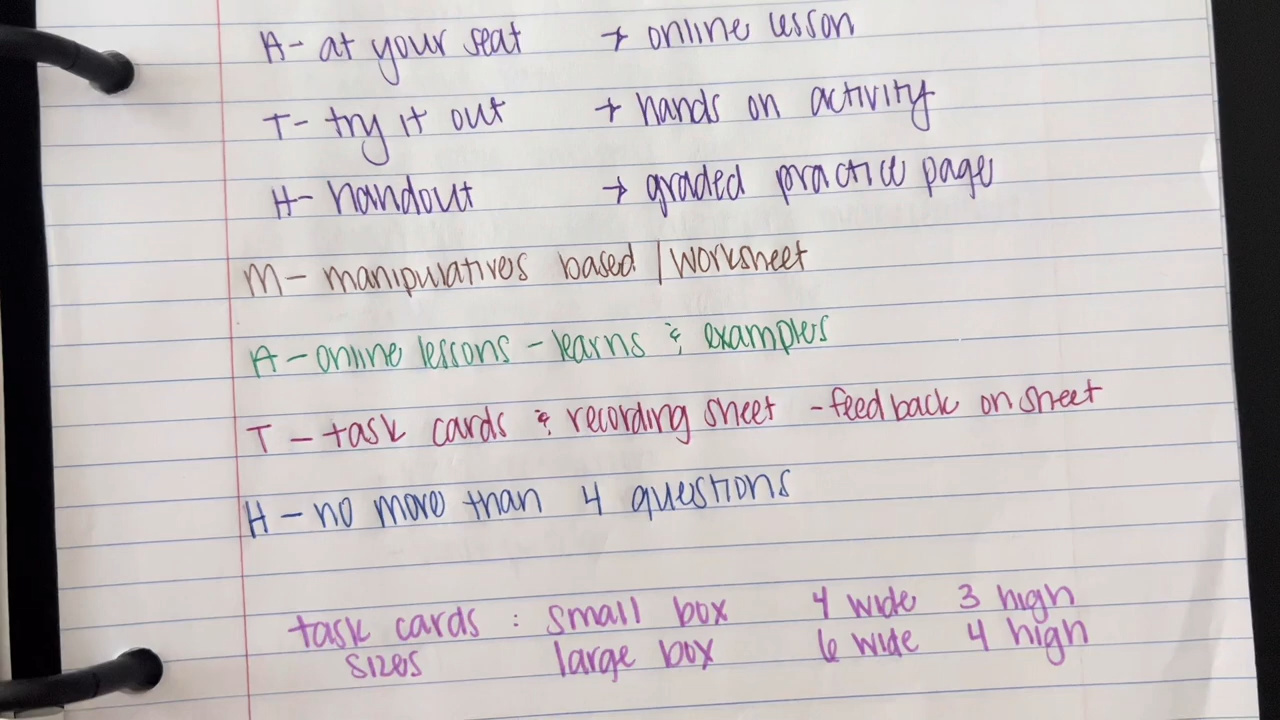 A- at your seat → online lesson
T- try it out → hands on activity
H- handout → graded practice page
M- manipulatives based / worksheet
A- online lessons - learns & examples
T - task cards & recording sheet - feedback on sheet
H - no more than 4 questions
task cards : small box 4 wide 3 high
sizes large box 6 wide 4 high